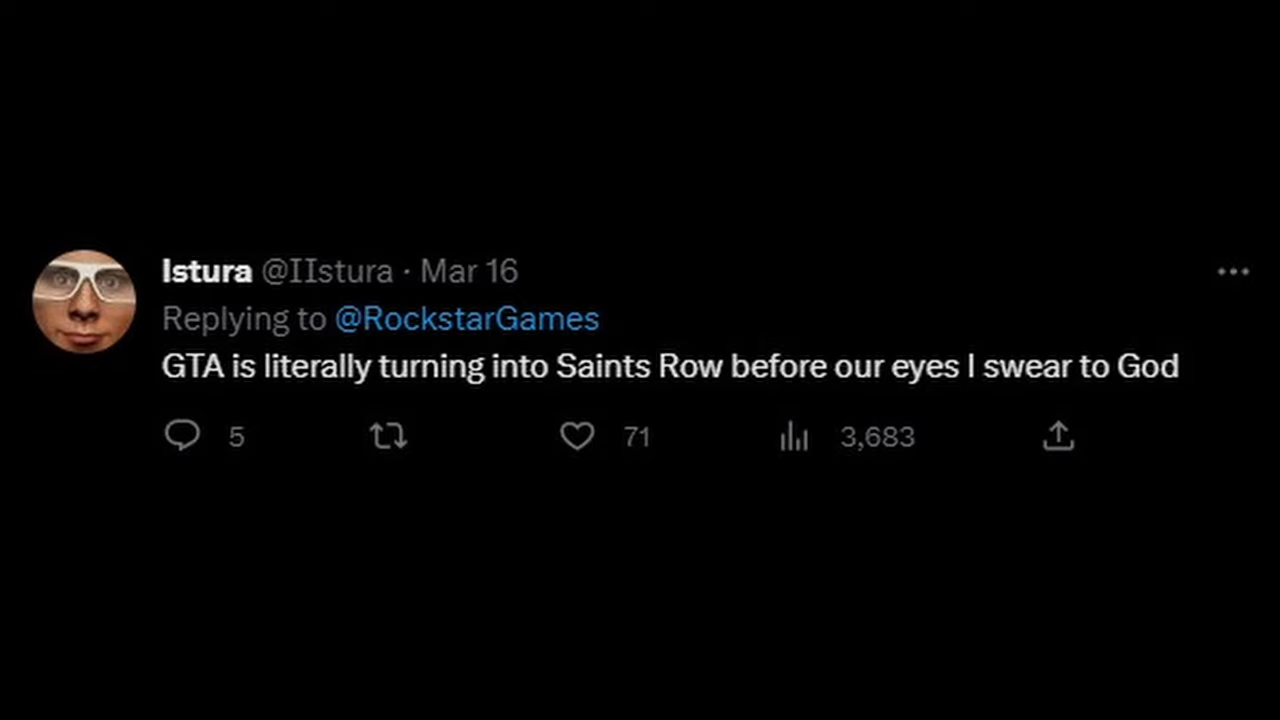 Istura @IIstura · Mar 16
Replying to @RockstarGames
GTA is literally turning into Saints Row before our eyes I swear to God
5 71 3,683